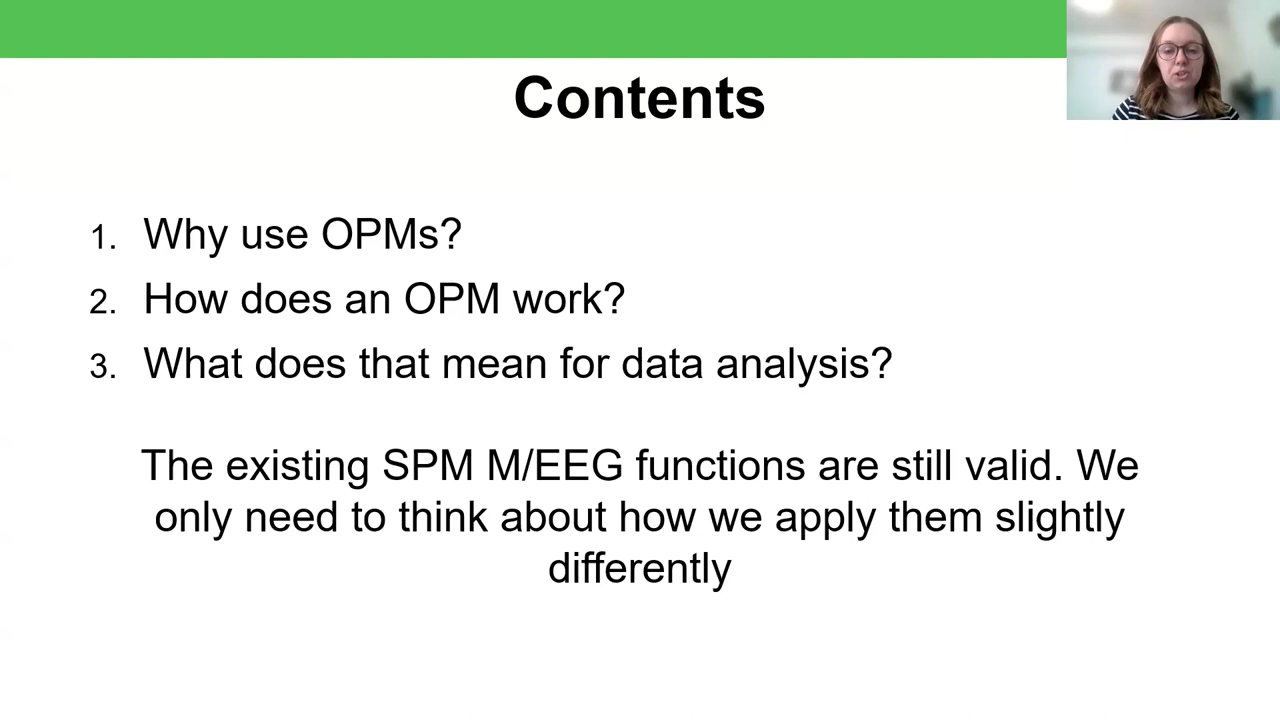 Contents
1. Why use OPMs?
2. How does an OPM work?
3. What does that mean for data analysis?
The existing SPM M/EEG functions are still valid. We
only need to think about how we apply them slightly
differently